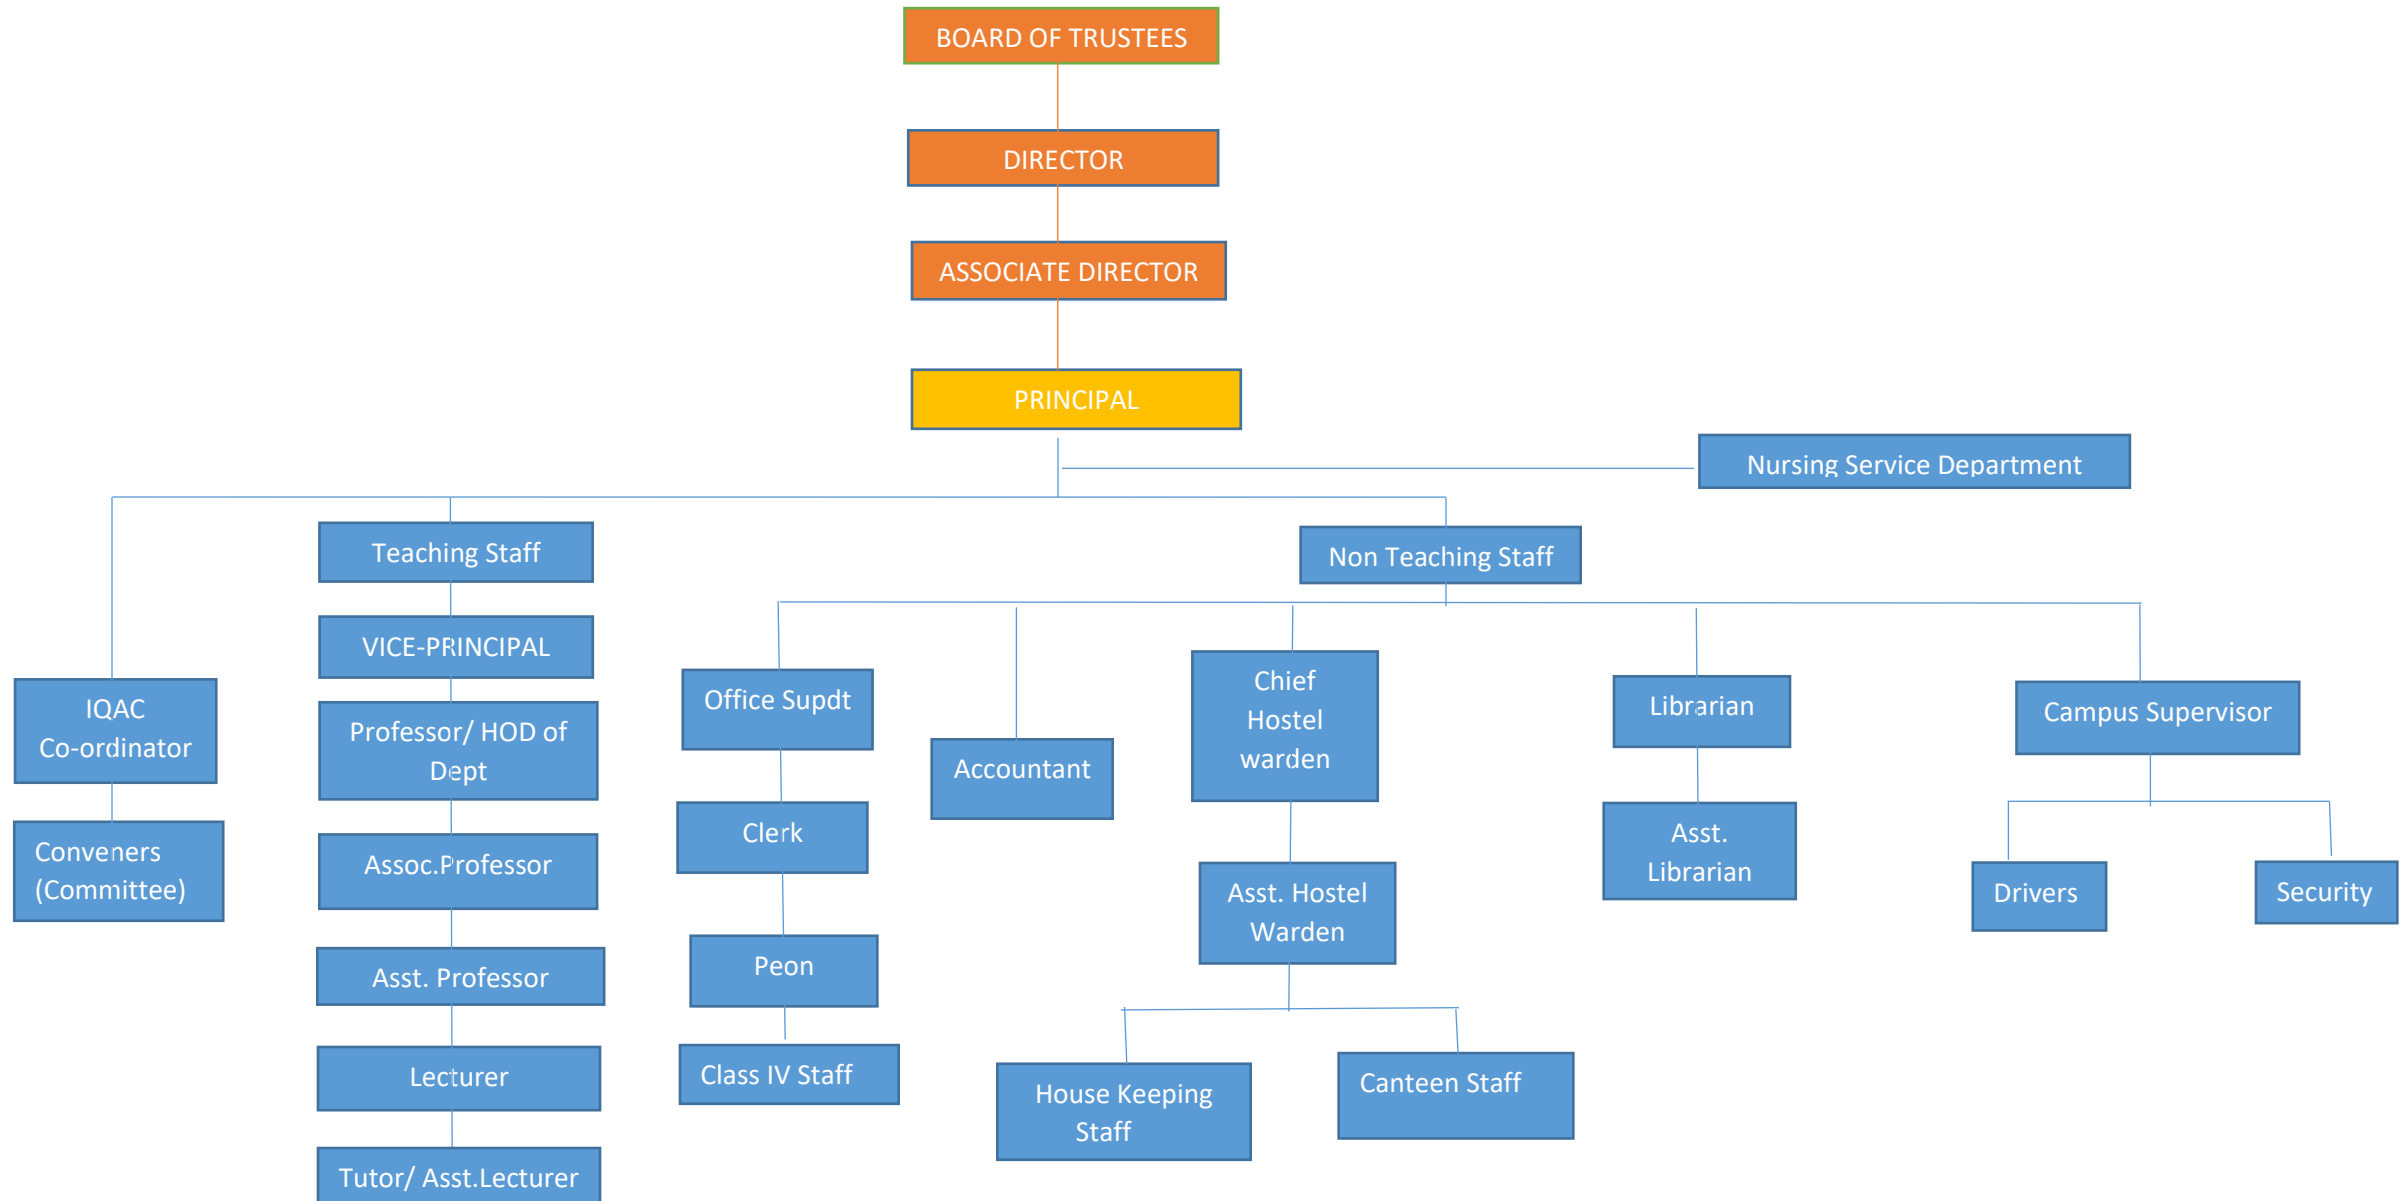 BOARD OF TRUSTEES
DIRECTOR
ASSOCIATE DIRECTOR
PRINCIPAL
Nursing Service Department
Teaching Staff
Non Teaching Staff
VICE-PRINCIPAL
IQAC
Co-ordinator
Professor/ HOD of
Dept
Office Supdt
Accountant
Chief
Hostel
warden
Librarian
Campus Supervisor
Conveners
(Committee)
Assoc.Professor
Clerk
Asst. Hostel
Warden
Asst.
Librarian
Drivers
Security
Asst. Professor
Peon
Lecturer
Class IV Staff
House Keeping
Staff
Canteen Staff
Tutor/ Asst.Lecturer